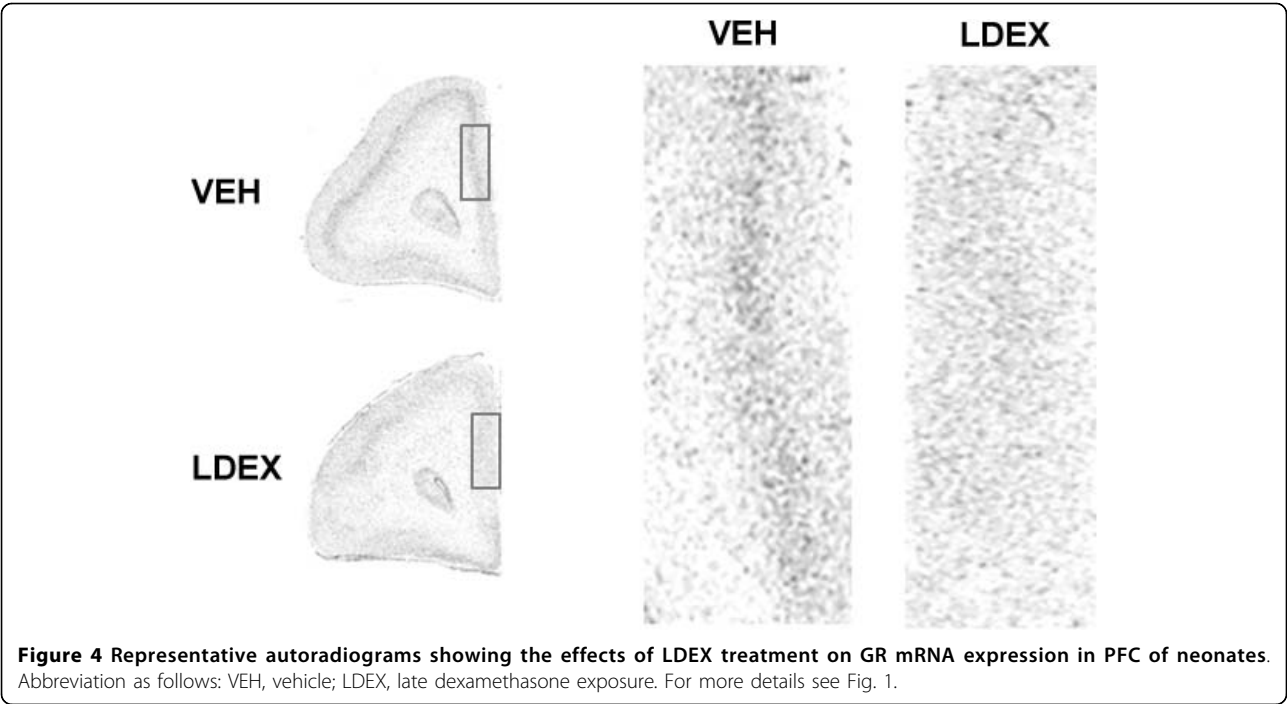 VEH
LDEX
VEH
LDEX
Figure 4 Representative autoradiograms showing the effects of LDEX treatment on GR mRNA expression in PFC of neonates.
Abbreviation as follows: VEH, vehicle; LDEX, late dexamethasone exposure. For more details see Fig. 1.